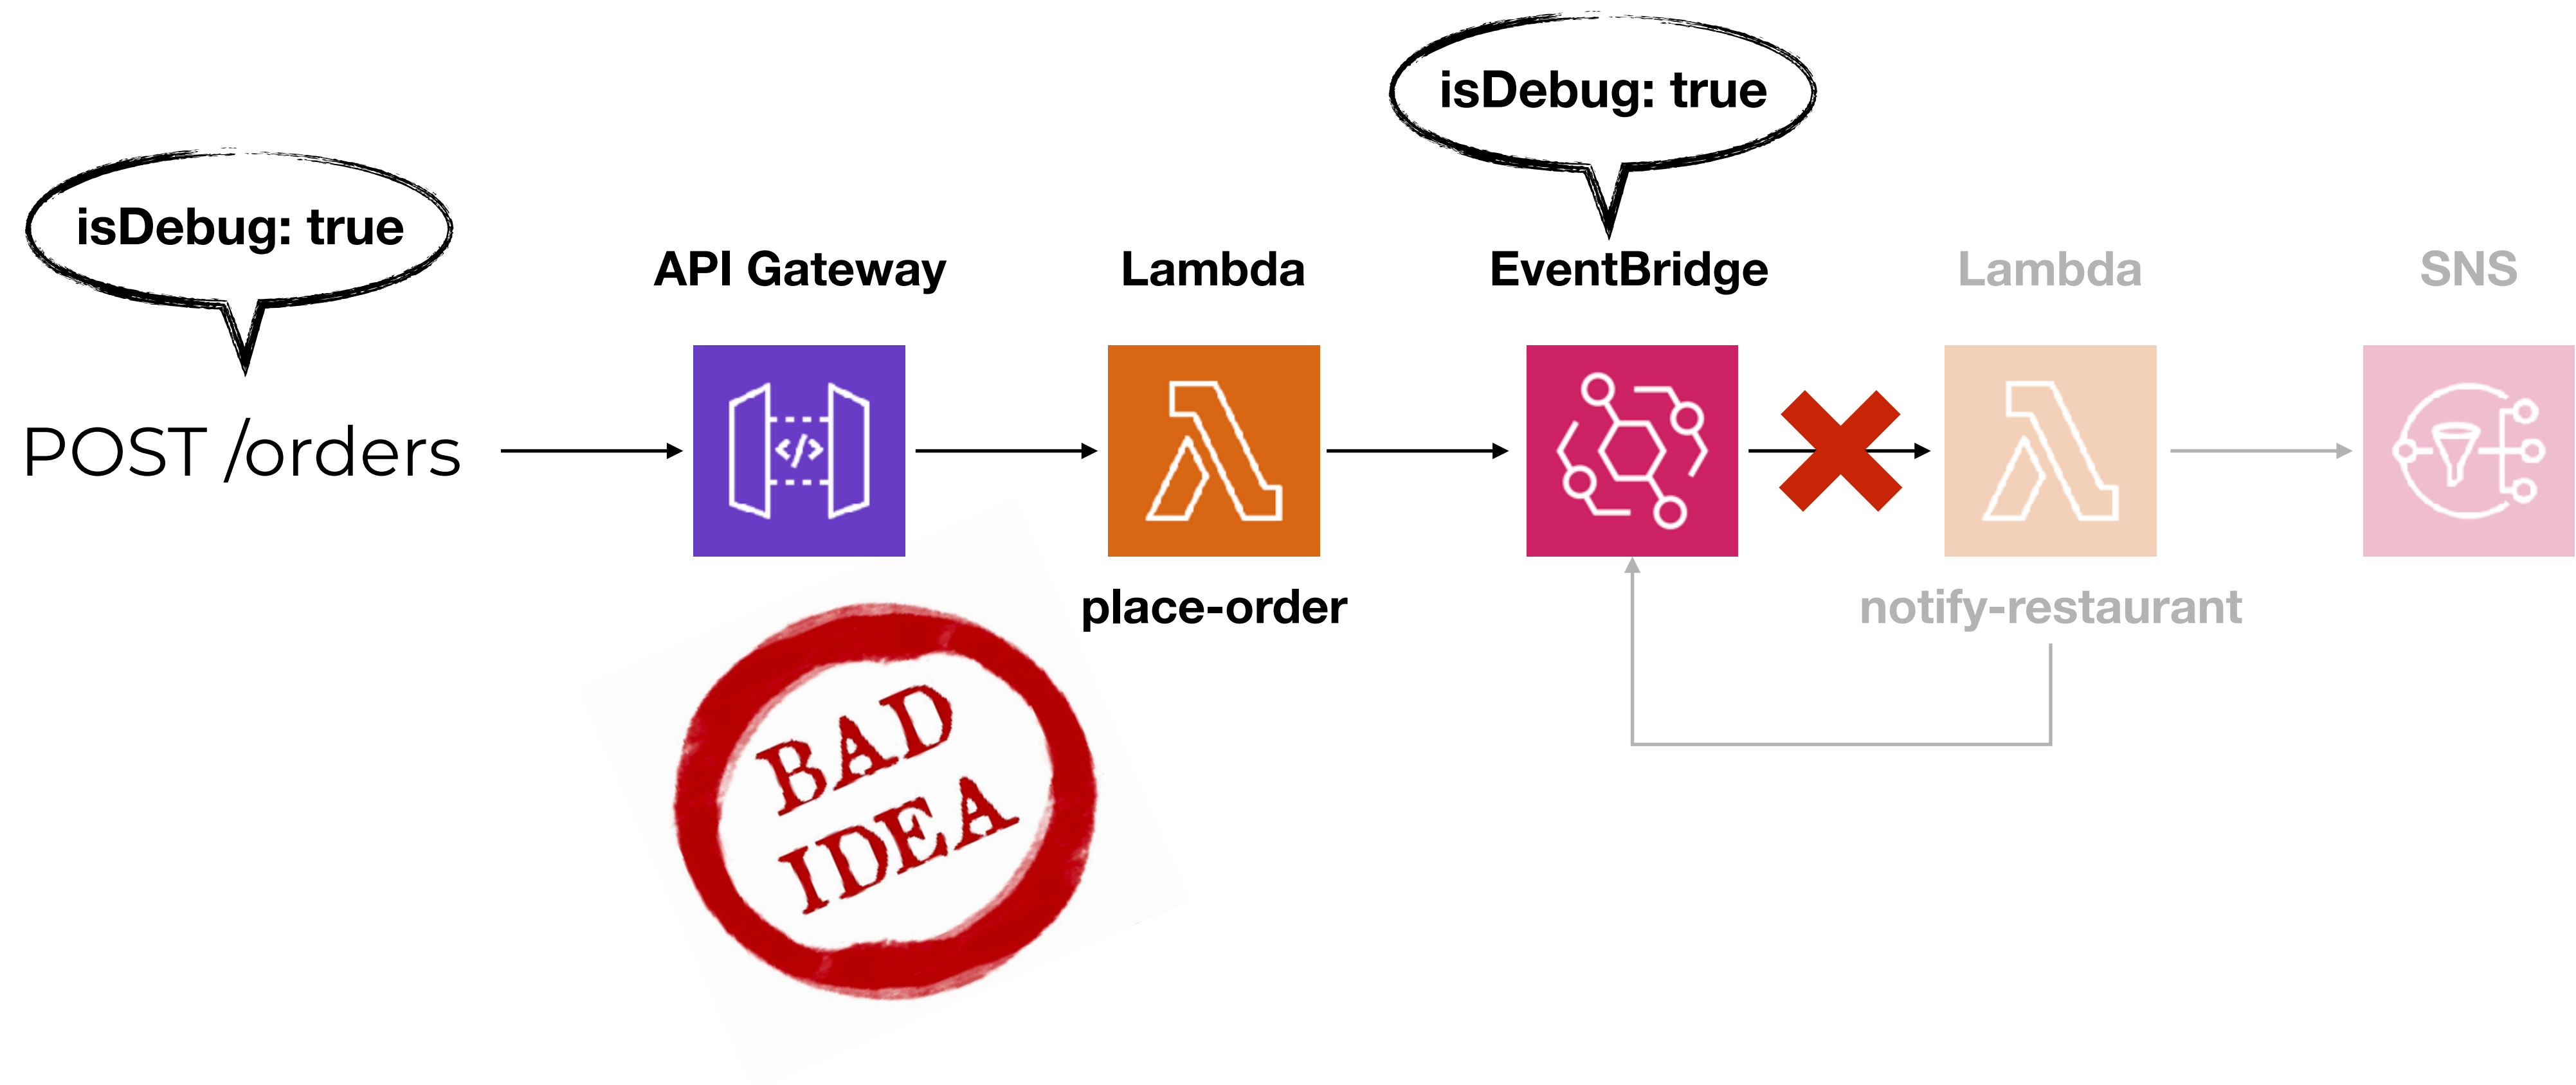 isDebug: true
isDebug: true
API Gateway
Lambda
EventBridge
Lambda
SNS
POST /orders
</>
place-order
notify-restaurant
BAD
IDEA